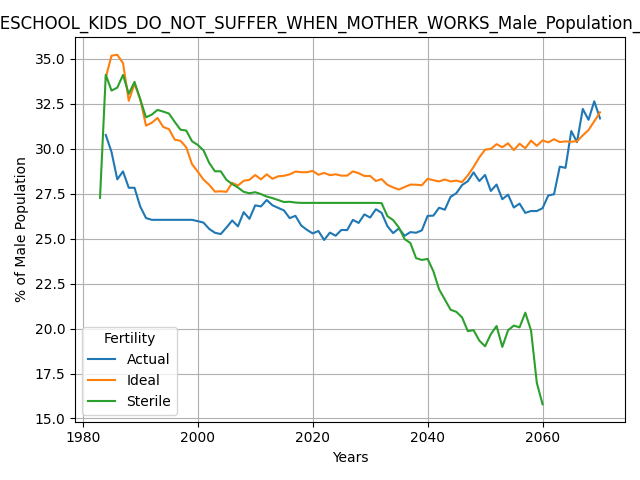 ESCHOOL_KIDS_DO_NOT_SUFFER_WHEN_MOTHER_WORKS_Male_Population_
35.0
32.5
30.0
27.5
25.0
22.5
20.0
17.5
15.0
% of Male Population
Fertility
Actual
Ideal
Sterile
1980 2000 2020 2040 2060
Years